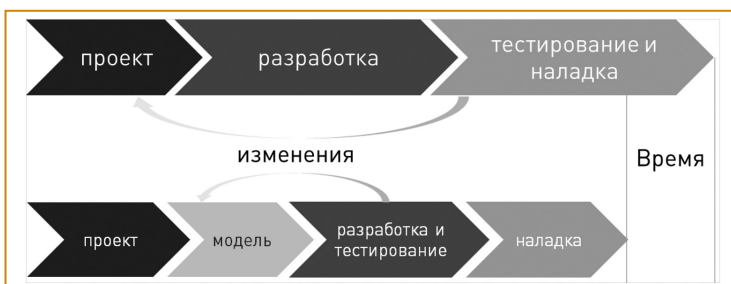 проект
разработка
тестирование и
наладка
изменения
Время
проект
модель
разработка и
тестирование
наладка